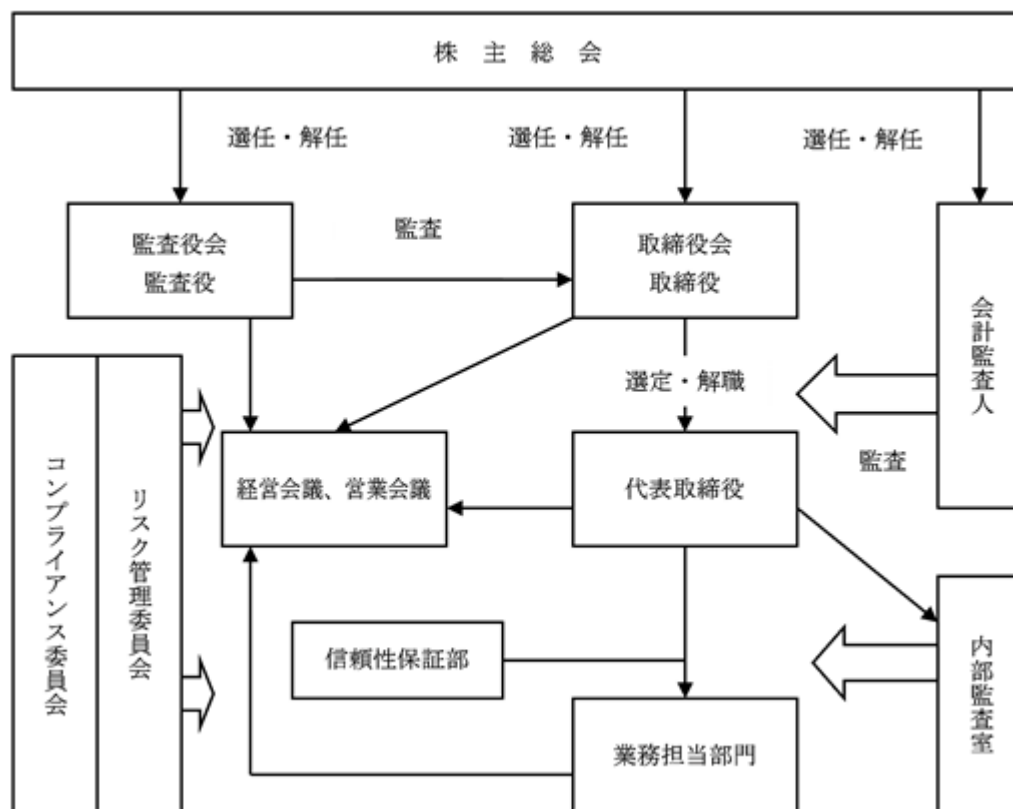 株主総会
選任・解任
選任・解任
選任・解任
監査役会
監査役
監査
取締役会
取締役
会計監査人
選定・解職
監査
コンプライアンス委員会
リスク管理委員会
経営会議、営業会議
代表取締役
信頼性保証部
内部監査室
業務担当部門